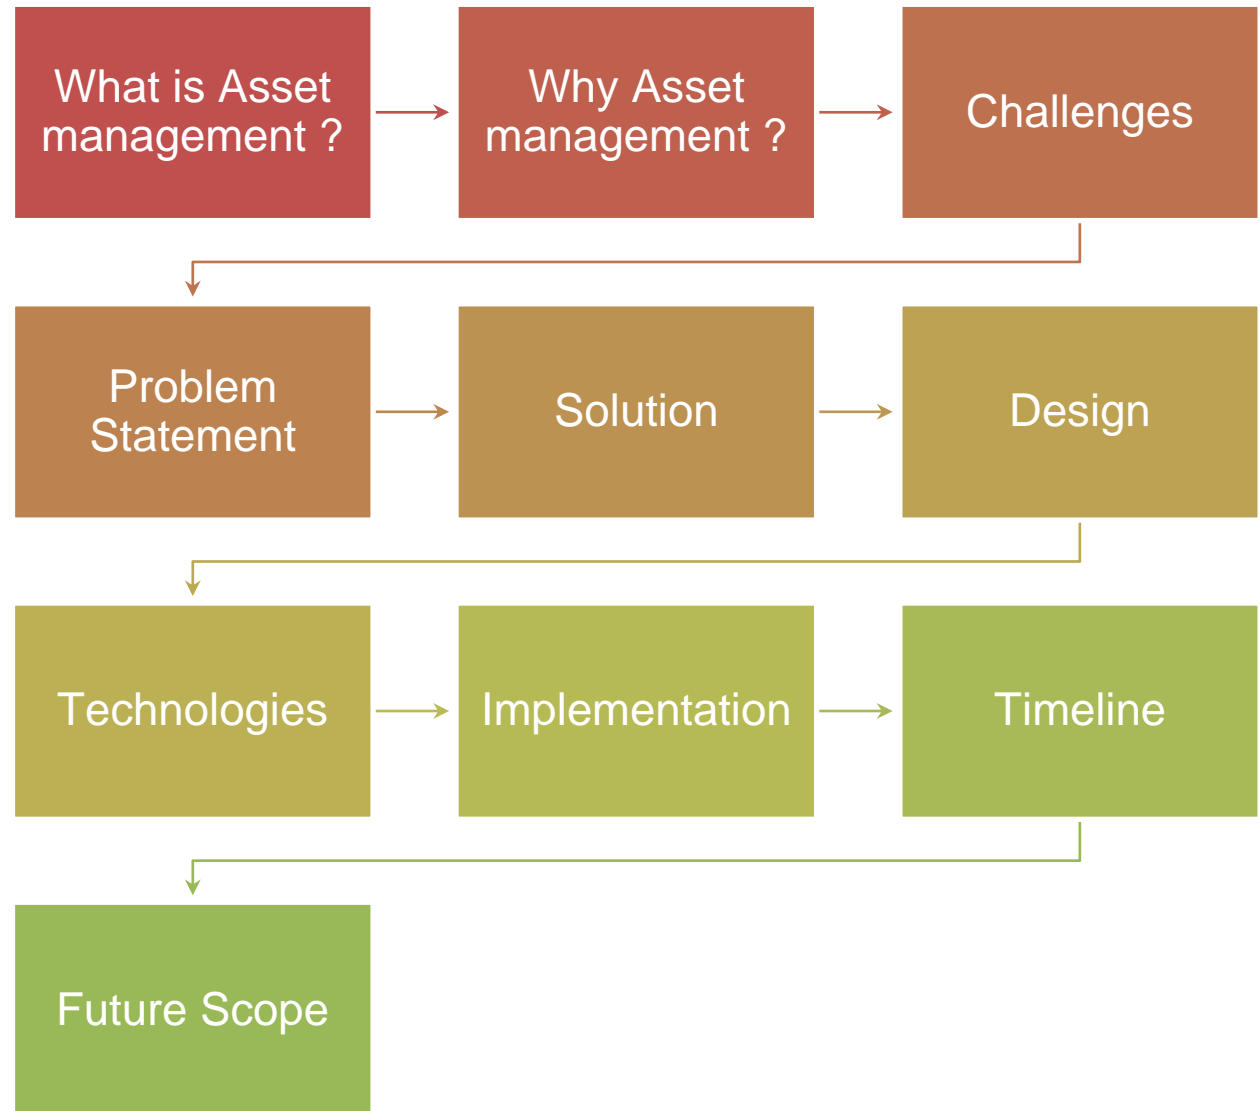 What is Asset
management ?
Why Asset
management ?
Challenges
Problem
Statement
Solution
Design
Technologies
Implementation
Timeline
Future Scope